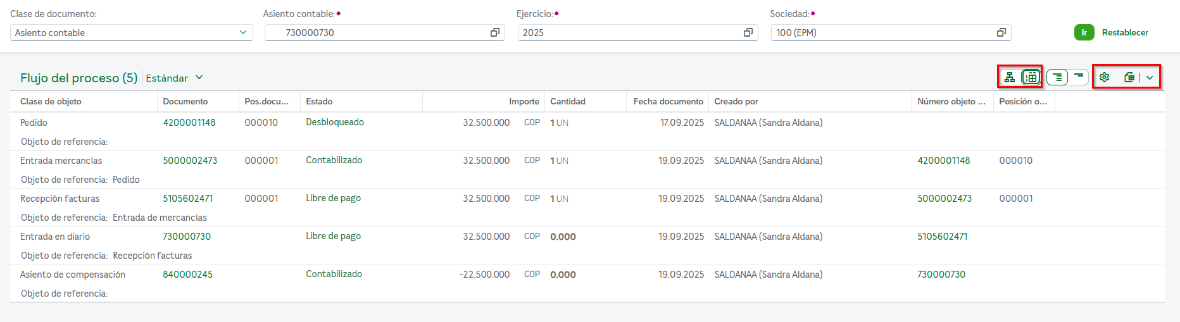 Clase de documento: Asiento contable:* Ejercicio:* Sociedad:*
Asiento contable 730000730 2025 100 (EPM) Ir Restablecer
Flujo del proceso (5) Estándar
Clase de objeto Documento Pos.docu... Estado Importe Cantidad Fecha documento Creado por Número objeto ... Posición o...
Pedido 4200001148 000010 Desbloqueado 32.500.000 COP 1 UN 17.09.2025 SALDANAA (Sandra Aldana)
Objeto de referencia:
Entrada mercancías 5000002473 000001 Contabilizado 32.500.000 COP 1 UN 19.09.2025 SALDANAA (Sandra Aldana) 4200001148 000010
Objeto de referencia: Pedido
Recepción facturas 5105602471 000001 Libre de pago 32.500.000 COP 1 UN 19.09.2025 SALDANAA (Sandra Aldana) 5000002473 000001
Objeto de referencia: Entrada de mercancías
Entrada en diario 730000730 Libre de pago 32.500.000 COP 0.000 19.09.2025 SALDANAA (Sandra Aldana) 5105602471
Objeto de referencia: Recepción facturas
Asiento de compensación 840000245 Contabilizado -22.500.000 COP 0.000 19.09.2025 SALDANAA (Sandra Aldana) 730000730
Objeto de referencia: